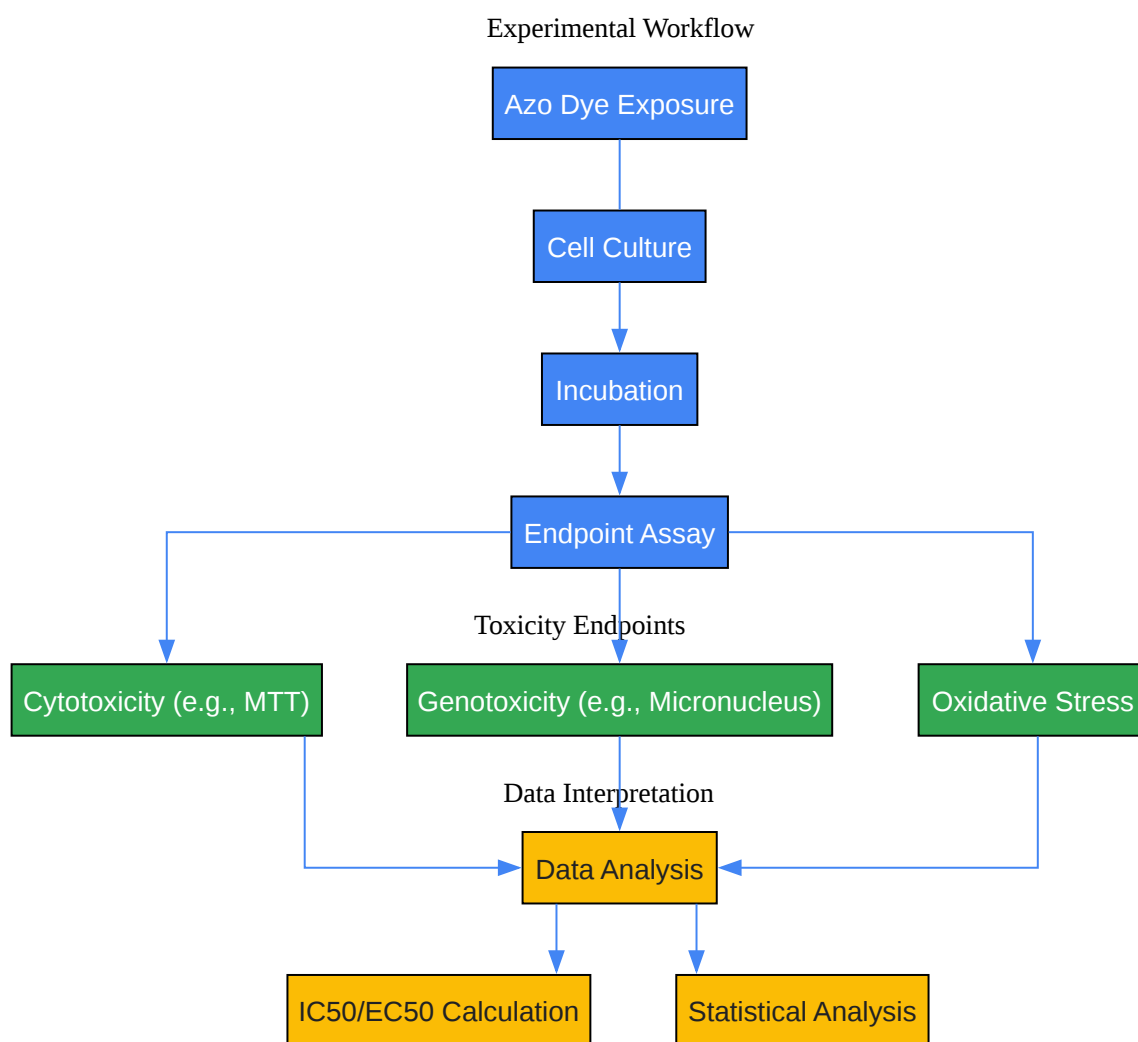 Experimental Workflow
Azo Dye Exposure
Cell Culture
Incubation
Endpoint Assay
Toxicity Endpoints
Cytotoxicity (e.g., MTT)
Genotoxicity (e.g., Micronucleus)
Oxidative Stress
Data Interpretation
Data Analysis
IC50/EC50 Calculation
Statistical Analysis